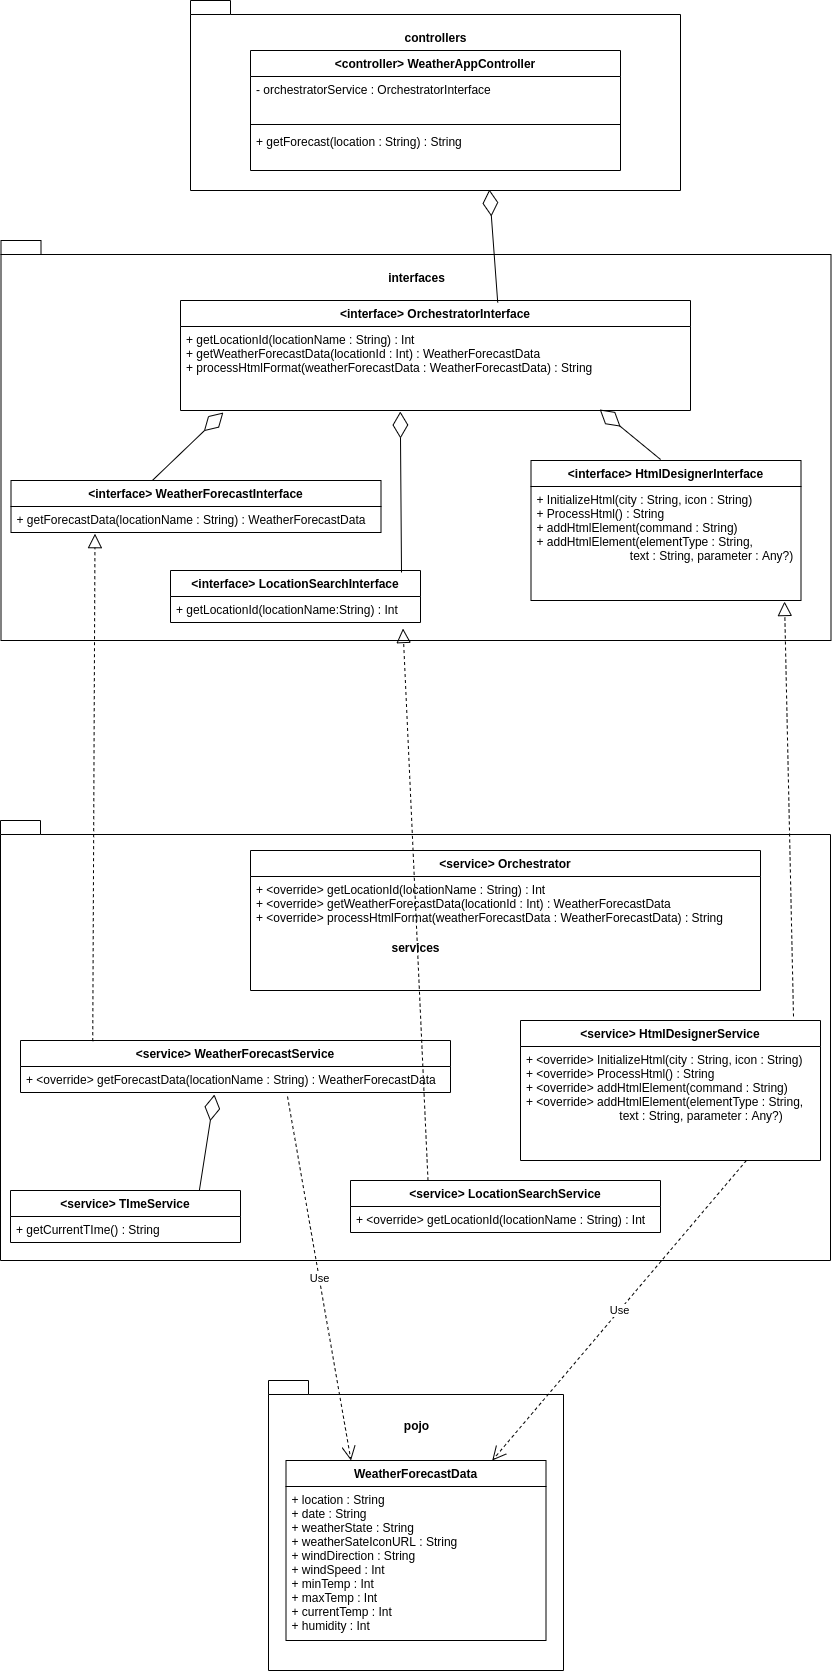 controllers
<controller> WeatherAppController
- orchestratorService : OrchestratorInterface
+ getForecast(location : String) : String
interfaces
<interface> OrchestratorInterface
+ getLocationId(locationName : String) : Int
+ getWeatherForecastData(locationId : Int) : WeatherForecastData
+ processHtmlFormat(weatherForecastData : WeatherForecastData) : String
<interface> WeatherForecastInterface
+ getForecastData(locationName : String) : WeatherForecastData
<interface> HtmlDesignerInterface
+ InitializeHtml(city : String, icon : String)
+ ProcessHtml() : String
+ addHtmlElement(command : String)
+ addHtmlElement(elementType : String,
text : String, parameter : Any?)
<interface> LocationSearchInterface
+ getLocationId(locationName:String) : Int
<service> Orchestrator
+ <override> getLocationId(locationName : String) : Int
+ <override> getWeatherForecastData(locationId : Int) : WeatherForecastData
+ <override> processHtmlFormat(weatherForecastData : WeatherForecastData) : String
services
<service> WeatherForecastService
+ <override> getForecastData(locationName : String) : WeatherForecastData
<service> HtmlDesignerService
+ <override> InitializeHtml(city : String, icon : String)
+ <override> ProcessHtml() : String
+ <override> addHtmlElement(command : String)
+ <override> addHtmlElement(elementType : String,
text : String, parameter : Any?)
<service> TImeService
+ getCurrentTIme() : String
<service> LocationSearchService
+ <override> getLocationId(locationName : String) : Int
Use
Use
pojo
WeatherForecastData
+ location : String
+ date : String
+ weatherState : String
+ weatherSateIconURL : String
+ windDirection : String
+ windSpeed : Int
+ minTemp : Int
+ maxTemp : Int
+ currentTemp : Int
+ humidity : Int